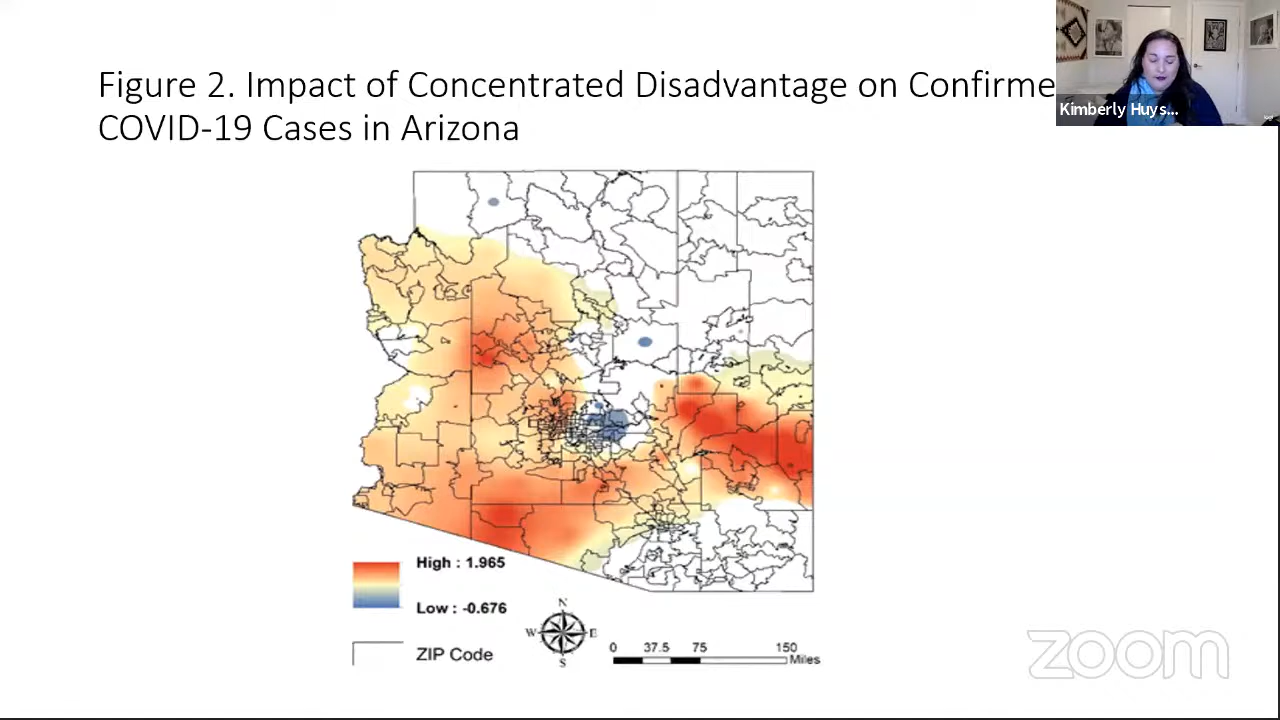 Figure 2. Impact of Concentrated Disadvantage on Confirme
COVID-19 Cases in Arizona
Kimberly Huys...
High : 1.965
Low : -0.676
ZIP Code
N
W
E
S
0 37.5 75 150
Miles
zoom